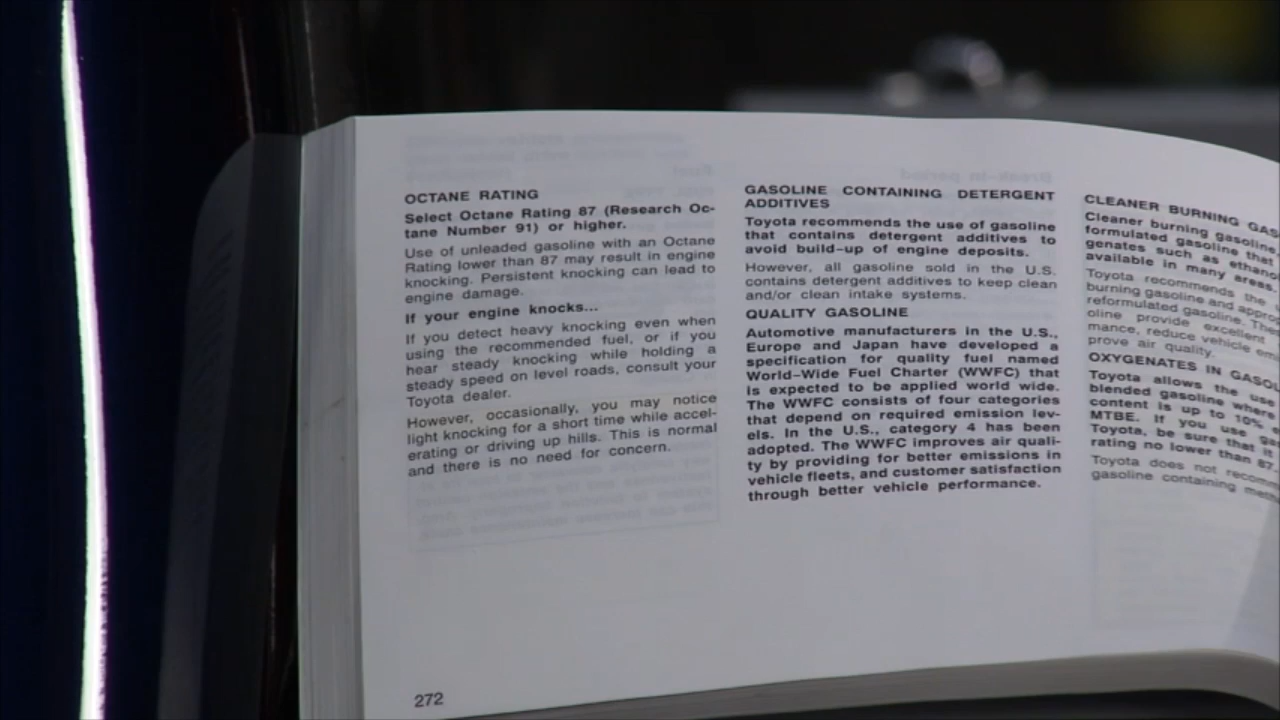 OCTANE RATING
Select Octane Rating 87 (Research Oc-
tane Number 91) or higher.
Use of unleaded gasoline with an Octane
Rating lower than 87 may result in engine
knocking. Persistent knocking can lead to
engine damage.
If your engine knocks...
If you detect heavy knocking even when
using the recommended fuel, or if you
hear steady knocking while holding a
steady speed on level roads, consult your
Toyota dealer.
However, occasionally, you may notice
light knocking for a short time while accel-
erating or driving up hills. This is normal
and there is no need for concern.
272
GASOLINE CONTAINING DETERGENT
ADDITIVES
Toyota recommends the use of gasoline
that contains detergent additives to
avoid build-up of engine deposits.
However, all gasoline sold in the U.S.
contains detergent additives to keep clean
and/or clean intake systems.
QUALITY GASOLINE
Automotive manufacturers in the U.S.,
Europe and Japan have developed a
specification for quality fuel named
World-Wide Fuel Charter (WWFC) that
is expected to be applied world wide.
The WWFC consists of four categories
that depend on required emission lev-
els. In the U.S., category 4 has been
adopted. The WWFC improves air quali-
ty by providing for better emissions in
vehicle fleets, and customer satisfaction
through better vehicle performance.
CLEANER BURNING
Cleaner burning gasoline
formulated gasoline that
genates such as
available in many areas.
Toyota recommends the
burning gasoline and
reformulated gasoline.
oline provide excellent
mance, reduce vehicle
prove air quality.
OXYGENATES IN
Toyota allows the use
blended gasoline where
content is up to 10%
MTBE. If you use
Toyota, be sure that it
rating no lower than 87.
Toyota does not
gasoline containing